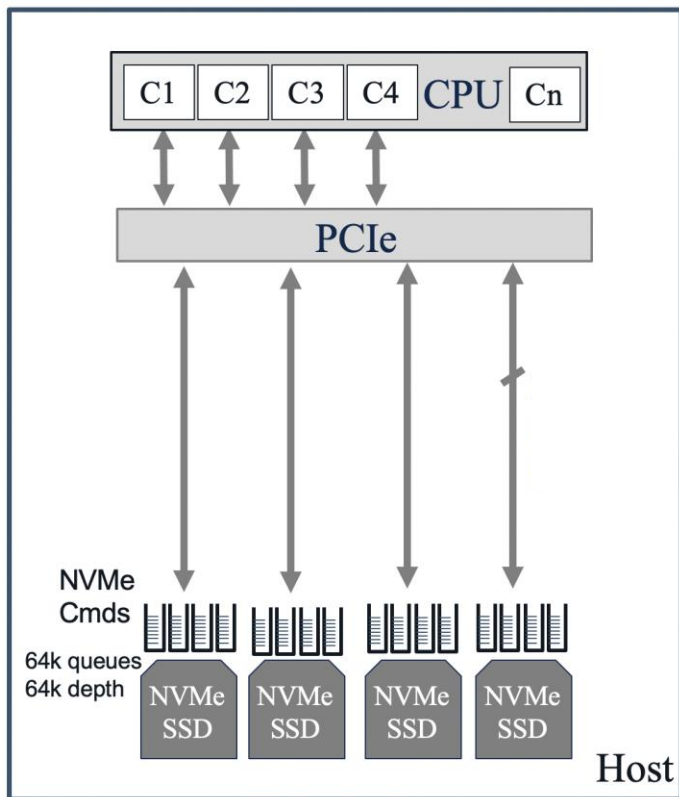 C1 C2 C3 C4 CPU Cn
PCIe
NVMe
Cmds
64k queues
64k depth
NVMe
SSD
NVMe
SSD
NVMe
SSD
NVMe
SSD
Host